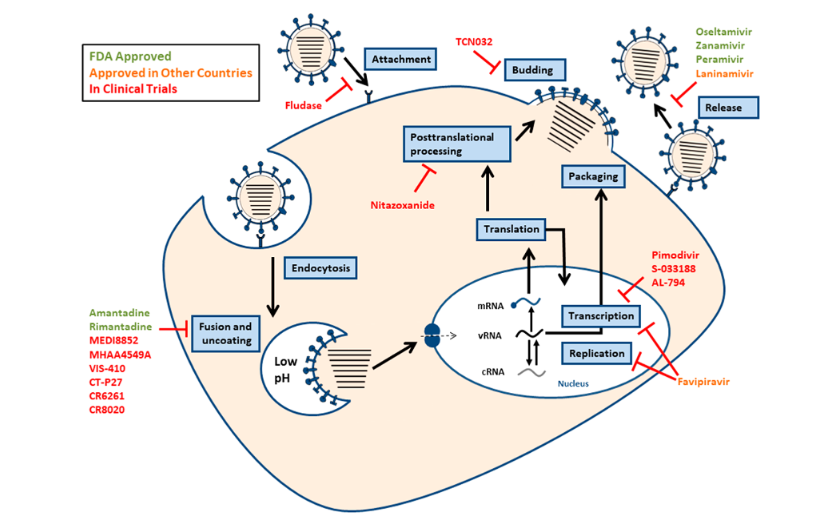 FDA Approved
Approved in Other Countries
In Clinical Trials
Attachment
Fludase
TCN032
Budding
Oseltamivir
Zanamivir
Peramivir
Laninamivir
Release
Posttranslational
processing
Nitazoxanide
Packaging
Translation
Endocytosis
Pimodivir
S-033188
AL-794
Amantadine
Rimantadine
MEDI8852
MHAA4549A
VIS-410
CT-P27
CR6261
CR8020
Fusion and
uncoating
Low
pH
mRNA
vRNA
cRNA
Transcription
Replication
Nucleus
Favipiravir